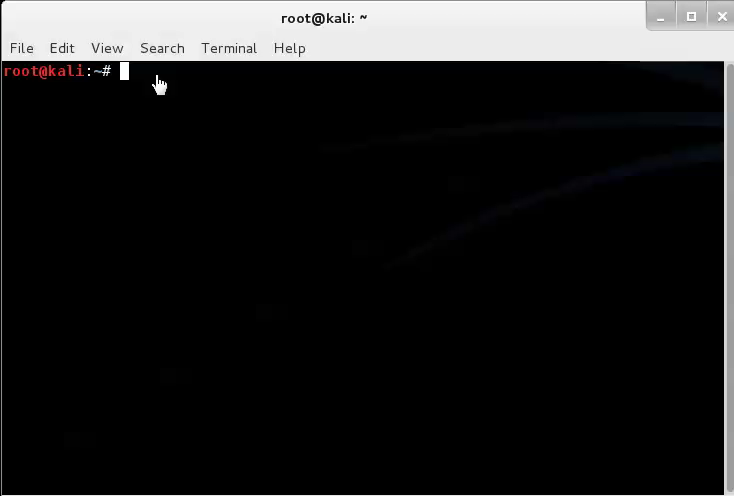 root@kali: ~
File Edit View Search Terminal Help
root@kali:~#